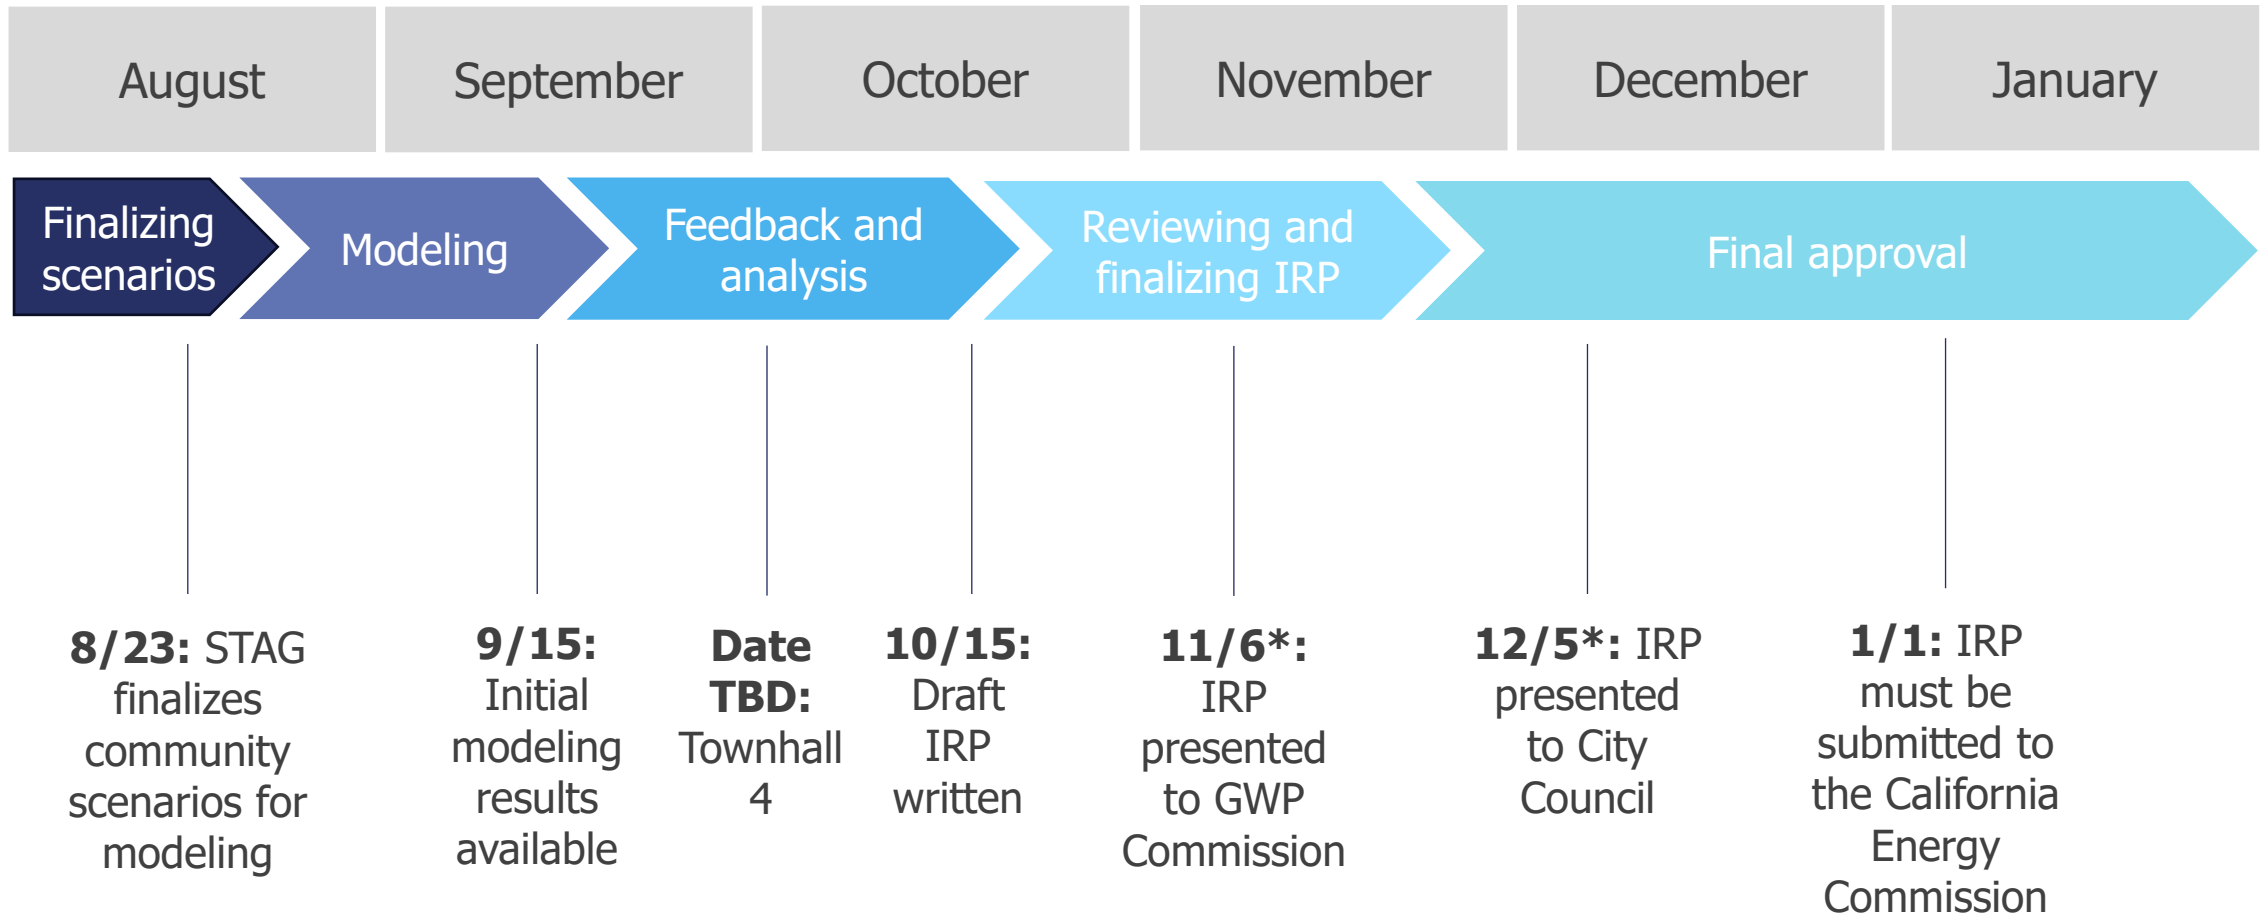 August
September
October
November
December
January
Finalizing
scenarios
Modeling
Feedback and
analysis
Reviewing and
finalizing IRP
Final approval
8/23: STAG
finalizes
community
scenarios for
modeling
9/15:
Initial
modeling
results
available
Date
TBD:
Townhall
4
10/15:
Draft
IRP
written
11/6*:
IRP
presented
to GWP
Commission
12/5*: IRP
presented
to City
Council
1/1: IRP
must be
submitted to
the California
Energy
Commission